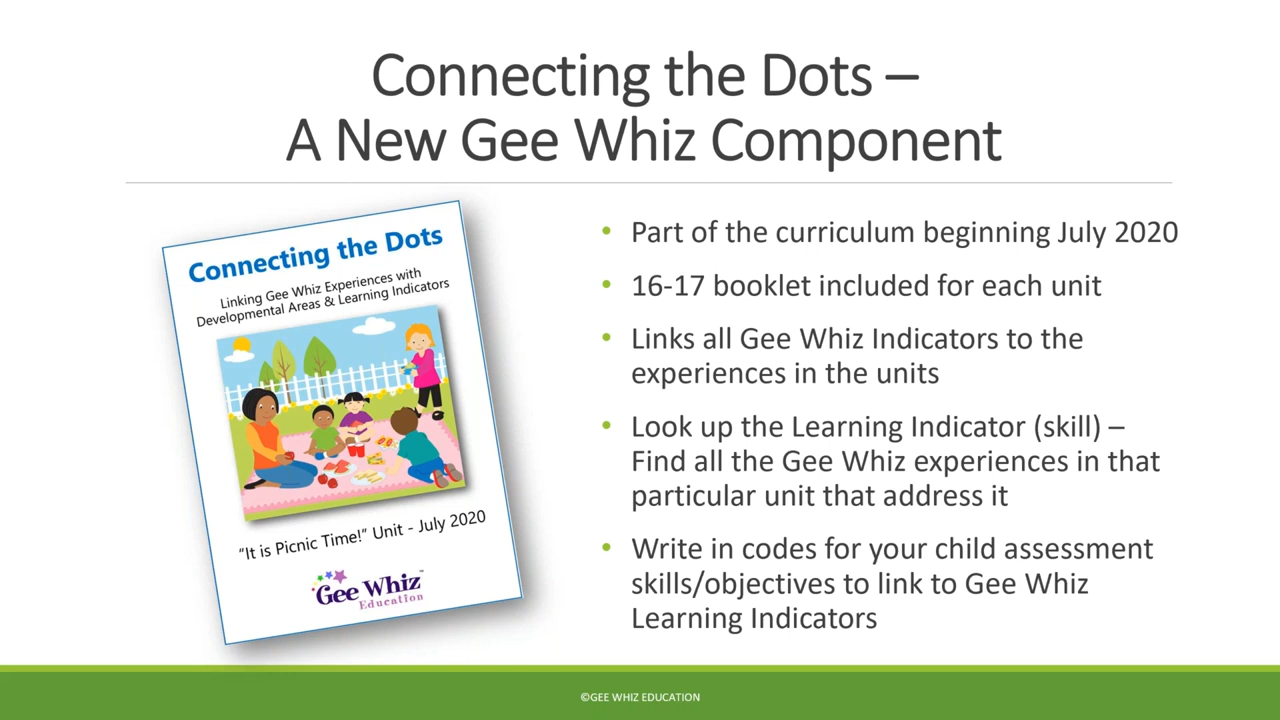 Connecting the Dots –
A New Gee Whiz Component
Connecting the Dots
Linking Gee Whiz Experiences with
Developmental Areas & Learning Indicators
"It is Picnic Time!" Unit - July 2020
Gee Whiz™
Education
• Part of the curriculum beginning July 2020
• 16-17 booklet included for each unit
• Links all Gee Whiz Indicators to the
experiences in the units
• Look up the Learning Indicator (skill) –
Find all the Gee Whiz experiences in that
particular unit that address it
• Write in codes for your child assessment
skills/objectives to link to Gee Whiz
Learning Indicators
©GEE WHIZ EDUCATION